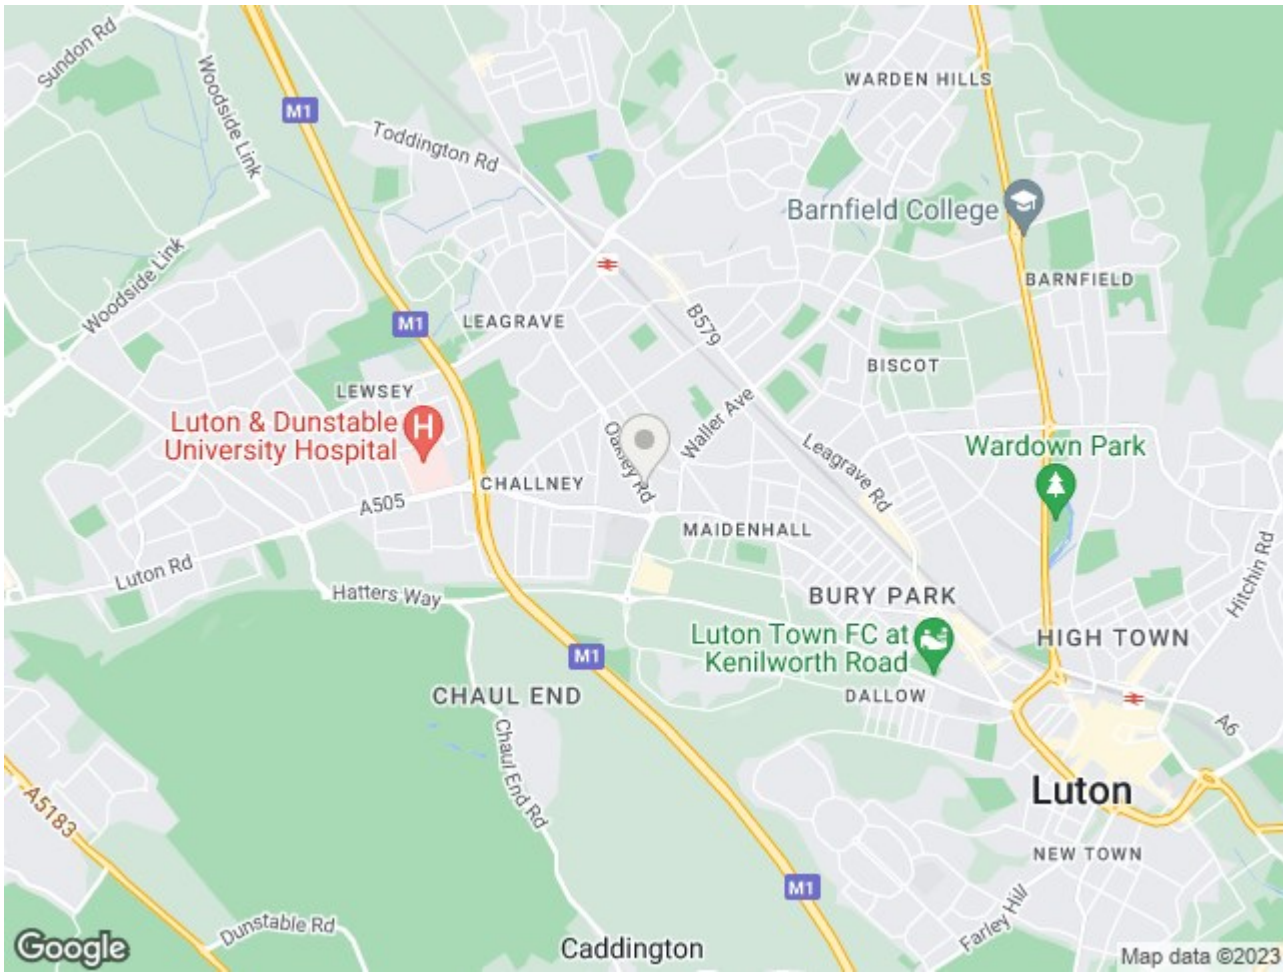 Sundon Rd
Woodside Link
M1
WARDEN HILLS
Toddington Rd
Barnfield College
Woodside Link
BARNFIELD
M1
LEAGRAVE
B579
BISCOT
LEWSEY
Luton & Dunstable
University Hospital
H
Waller Ave
Oakley Rd
Leagrave Rd
Wardown Park
CHALLNEY
A505
MAIDENHALL
Luton Rd
Hatters Way
Hitchin Rd
BURY PARK
Luton Town FC at
Kenilworth Road
HIGH TOWN
M1
CHAUL END
DALLOW
A6
Chaul End Rd
Luton
A5183
NEW TOWN
M1
Farley Hill
Dunstable Rd
Caddington
Google
Map data ©2023